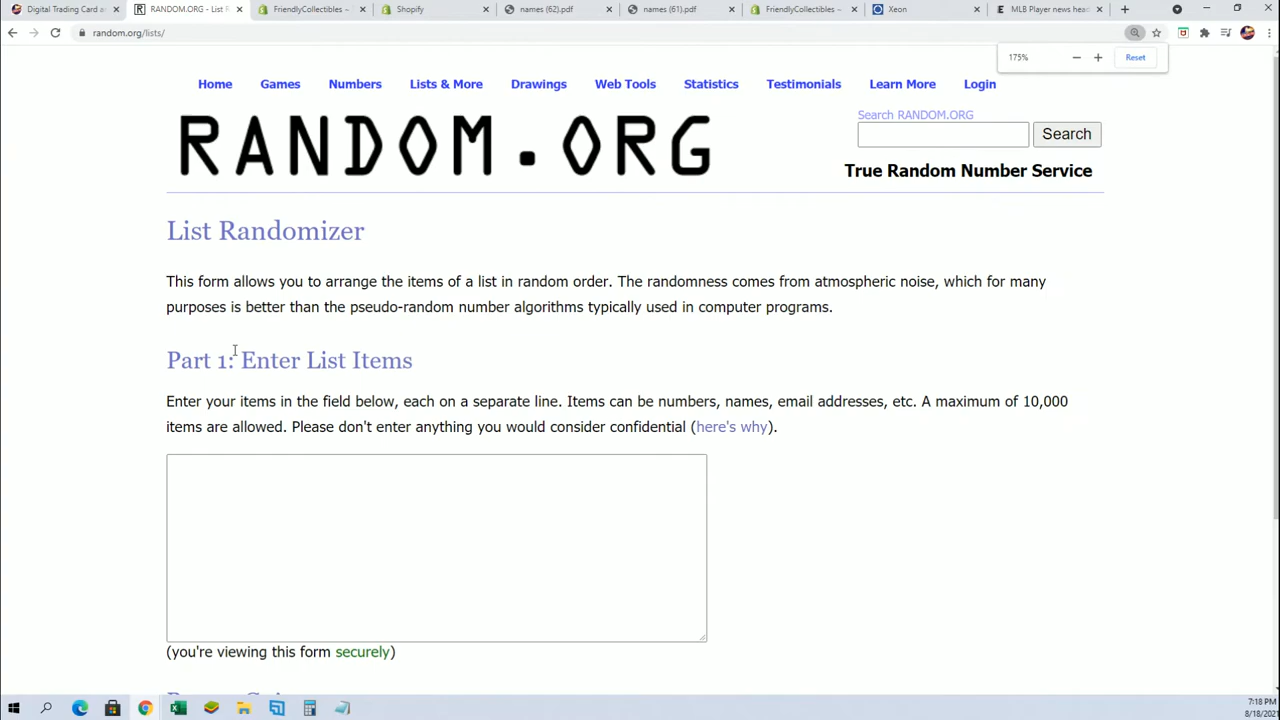 Digital Trading Card a
RANDOM.ORG - List R
FriendlyCollectibles ~
Shopify
names (62).pdf
names (61).pdf
FriendlyCollectibles ~
Xeon
MLB Player news head
random.org/lists/
175%
Reset
Home
Games
Numbers
Lists & More
Drawings
Web Tools
Statistics
Testimonials
Learn More
Login
RANDOM.ORG
Search RANDOM.ORG
Search
True Random Number Service
List Randomizer
This form allows you to arrange the items of a list in random order. The randomness comes from atmospheric noise, which for many
purposes is better than the pseudo-random number algorithms typically used in computer programs.
Part 1: Enter List Items
Enter your items in the field below, each on a separate line. Items can be numbers, names, email addresses, etc. A maximum of 10,000
items are allowed. Please don't enter anything you would consider confidential (here's why).
(you're viewing this form securely)
7:18 PM
8/18/2021